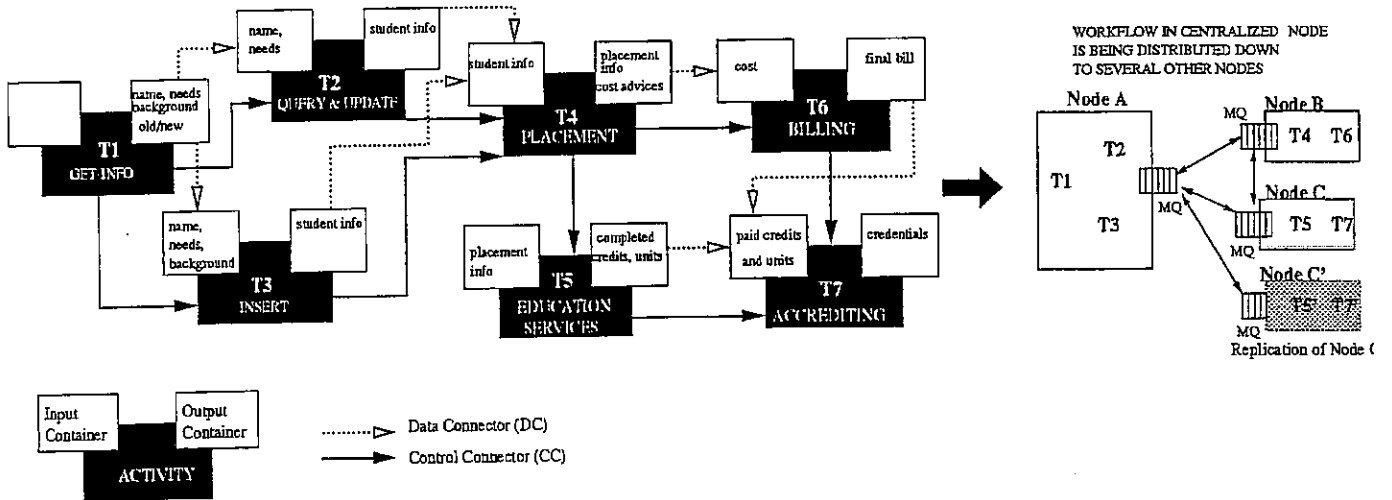 name,
needs
student info
T2
QUERY & UPDATE
name, needs
background
old/new
T1
GET INFO
name,
needs,
background
student info
T3
INSERT
student info
placement
info
cost advices
T4
PLACEMENT
cost
final bill
T6
BILLING
placement
info
completed
credits, units
T5
EDUCATION
SERVICES
paid credits
and units
credentials
T7
ACCREDITING
WORKFLOW IN CENTRALIZED NODE
IS BEING DISTRIBUTED DOWN
TO SEVERAL OTHER NODES
Node A
T1
T2
T3
MQ
MQ
Node B
T4 T6
Node C
MQ
T5 T7
Node C'
MQ
T5 T7
Replication of Node C
Input
Container
Output
Container
ACTIVITY
Data Connector (DC)
Control Connector (CC)